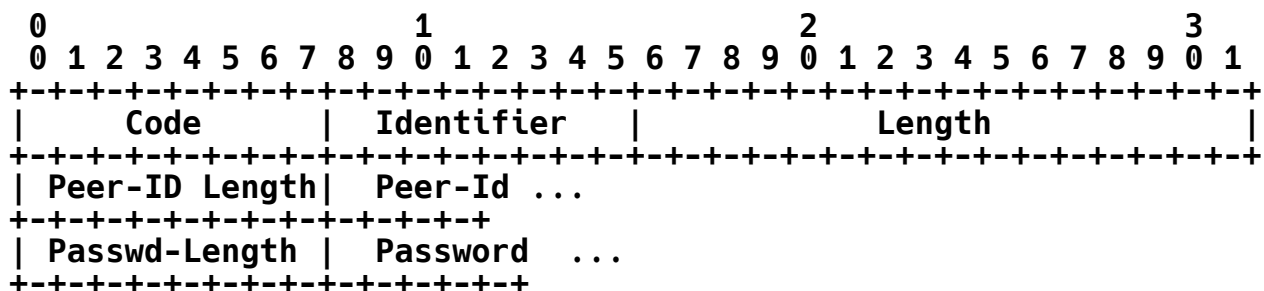 0                   1                   2                   3
 0 1 2 3 4 5 6 7 8 9 0 1 2 3 4 5 6 7 8 9 0 1 2 3 4 5 6 7 8 9 0 1
+-+-+-+-+-+-+-+-+-+-+-+-+-+-+-+-+-+-+-+-+-+-+-+-+-+-+-+-+-+-+-+-+
|     Code      |  Identifier   |            Length             |
+-+-+-+-+-+-+-+-+-+-+-+-+-+-+-+-+-+-+-+-+-+-+-+-+-+-+-+-+-+-+-+-+
| Peer-ID Length|  Peer-Id ...
+-+-+-+-+-+-+-+-+-+-+-+-+
| Passwd-Length |  Password  ...
+-+-+-+-+-+-+-+-+-+-+-+-+-+